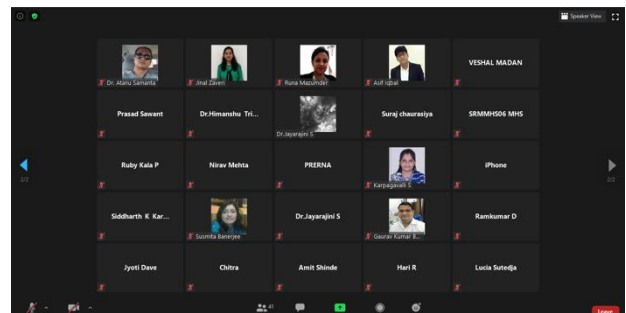 Speaker View
Dr. Atanu Samanta
Jinal Zaveri
Runa Mazumder
Asif Iqbal
VESHAL MADAN
Prasad Sawant
Dr.Himanshu Tri...
Dr.Jayarajini S
Suraj chaurasiya
SRMMHS06 MHS
Ruby Kala P
Nirav Mehta
PRERNA
Karpagavalli S
iPhone
2/2
2/2
Siddharth K Kar...
Susmita Banerjee
Dr.Jayarajini S
Gaurav Kumar B...
Ramkumar D
Jyoti Dave
Chitra
Amit Shinde
Hari R
Lucia Sutedja
41
Leave